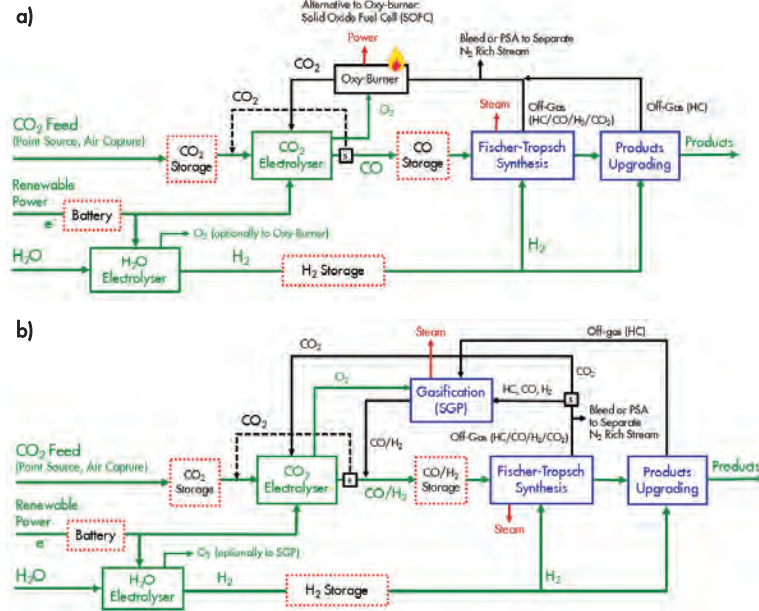 a)
Alternative to Oxy-burner:
Solid Oxide Fuel Cell (SOFC)
Power
Bleed or PSA to Separate
N₂ Rich Stream
CO₂
Oxy-Burner
CO₂
O₂
Steam
Off-Gas
(HC/CO/H₂/CO₂)
Off-Gas (HC)
CO₂ Feed
(Point Source, Air Capture)
CO₂
Storage
CO₂
Electrolyser
s
CO
CO
Storage
Fischer-Tropsch
Synthesis
Products
Upgrading
Products
Renewable
Power
e⁻
Battery
O₂ (optionally to Oxy-Burner)
H₂O
H₂O
Electrolyser
H₂
H₂ Storage
H₂
b)
Steam
Off-gas (HC)
CO₂
CO₂
O₂
Gasification
(SGP)
HC, CO, H₂
s
CO₂
Bleed or PSA
to Separate
N₂ Rich Stream
CO/H₂
Off-Gas (HC/CO/H₂/CO₂)
CO₂ Feed
(Point Source, Air Capture)
CO₂
Storage
CO₂
Electrolyser
s
CO/H₂
CO/H₂
Storage
Fischer-Tropsch
Synthesis
Products
Upgrading
Products
Renewable
Power
e⁻
Battery
Steam
O₂ (optionally to SGP)
H₂O
H₂O
Electrolyser
H₂
H₂ Storage
H₂